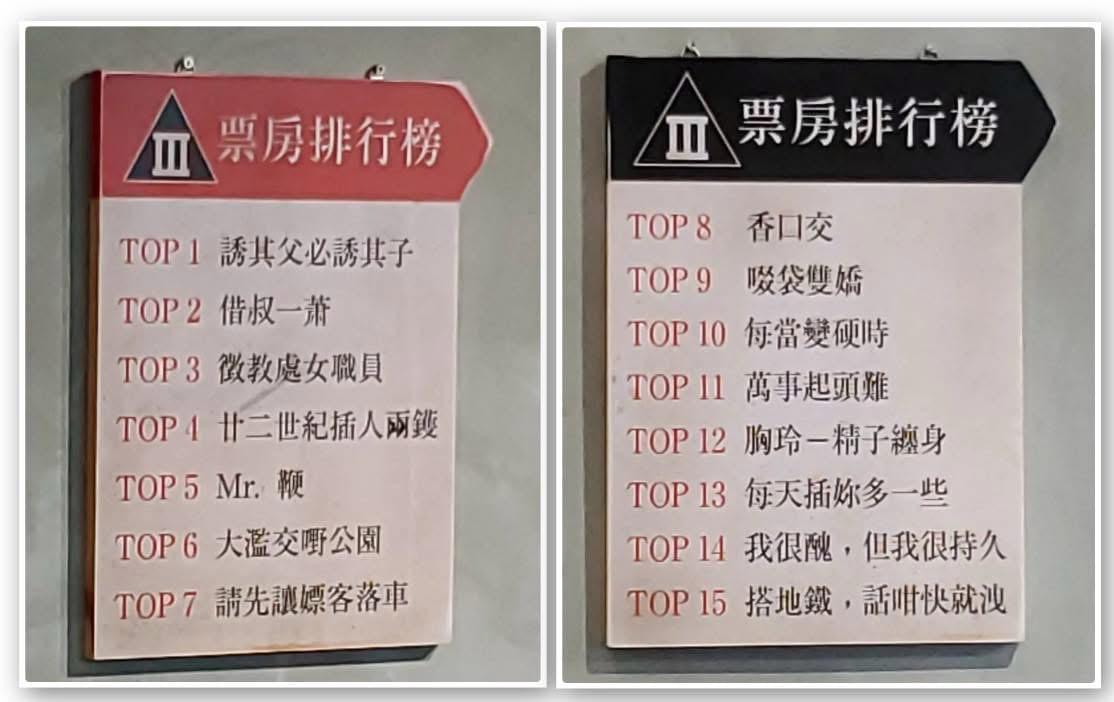 III 票房排行榜
TOP 1 誘其父必誘其子
TOP 2 借叔一蕭
TOP 3 徵教處女職員
TOP 4 廿二世紀插人兩鑊
TOP 5 Mr. 鞭
TOP 6 大濫交嘢公園
TOP 7 請先讓嫖客落車
III 票房排行榜
TOP 8 香口交
TOP 9 啜袋雙嬌
TOP 10 每當變硬時
TOP 11 萬事起頭難
TOP 12 胸玲－精子纏身
TOP 13 每天插妳多一些
TOP 14 我很醜，但我很持久
TOP 15 搭地鐵，話咁快就洩